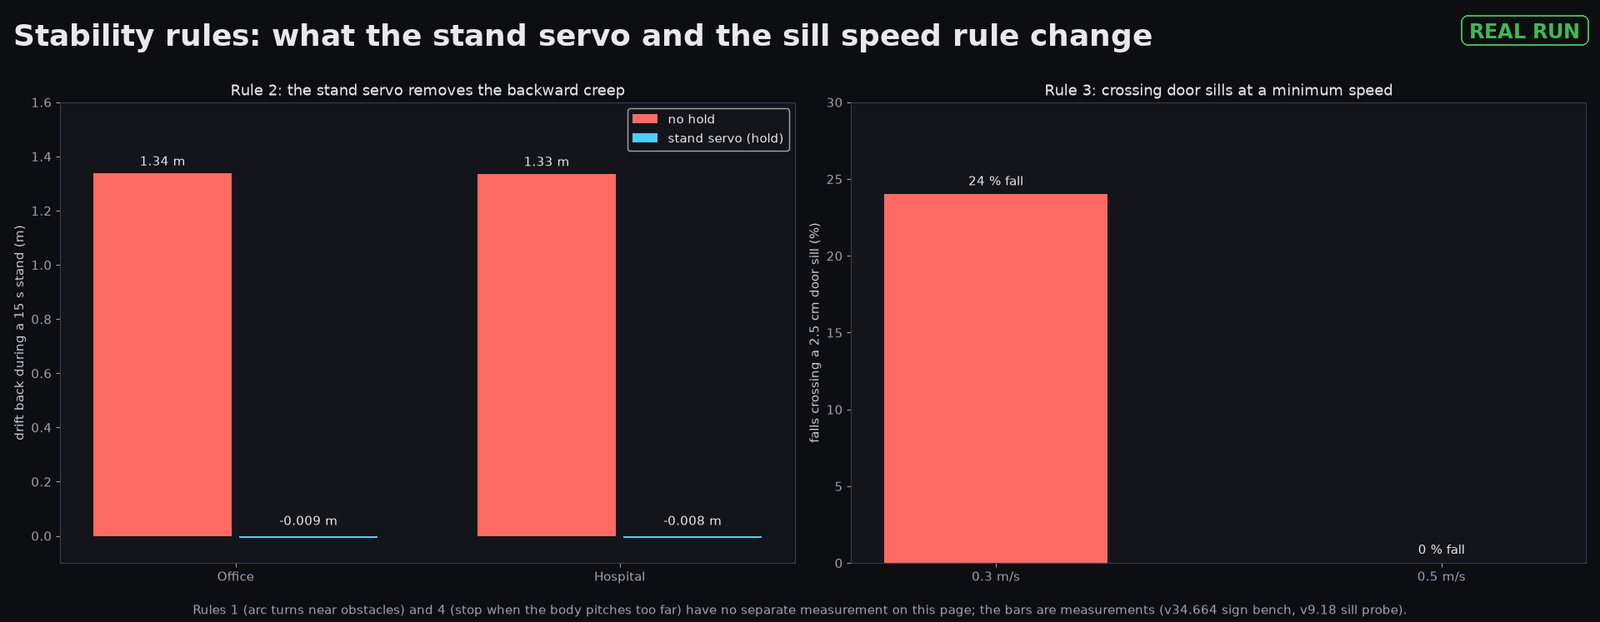 Stability rules: what the stand servo and the sill speed rule change
REAL RUN
Rule 2: the stand servo removes the backward creep
drift back during a 15 s stand (m)
1.6
1.4
1.2
1.0
0.8
0.6
0.4
0.2
0.0
no hold
stand servo (hold)
1.34 m
-0.009 m
1.33 m
-0.008 m
Office
Hospital
Rule 3: crossing door sills at a minimum speed
falls crossing a 2.5 cm door sill (%)
30
25
20
15
10
5
0
24 % fall
0 % fall
0.3 m/s
0.5 m/s
Rules 1 (arc turns near obstacles) and 4 (stop when the body pitches too far) have no separate measurement on this page; the bars are measurements (v34.664 sign bench, v9.18 sill probe).